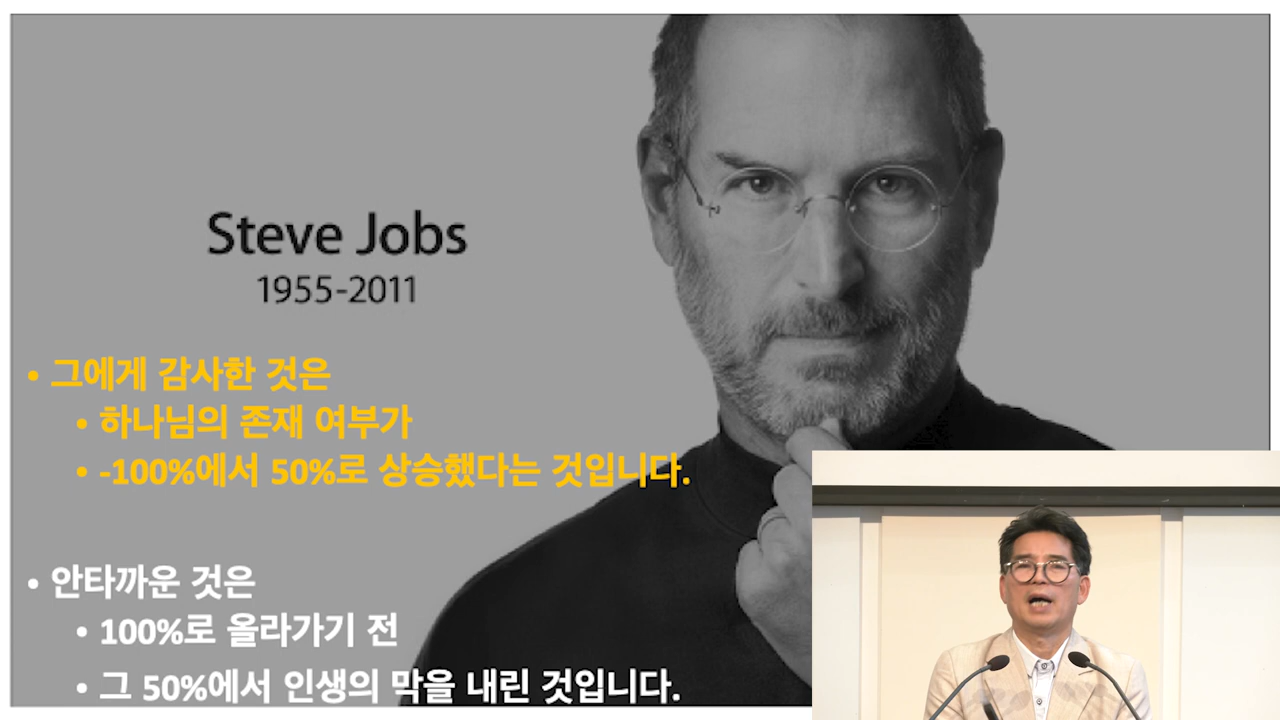 Steve Jobs
1955-2011
• 그에게 감사한 것은
• 하나님의 존재 여부가
• -100%에서 50%로 상승했다는 것입니다.
• 안타까운 것은
• 100%로 올라가기 전
• 그 50%에서 인생의 막을 내린 것입니다.